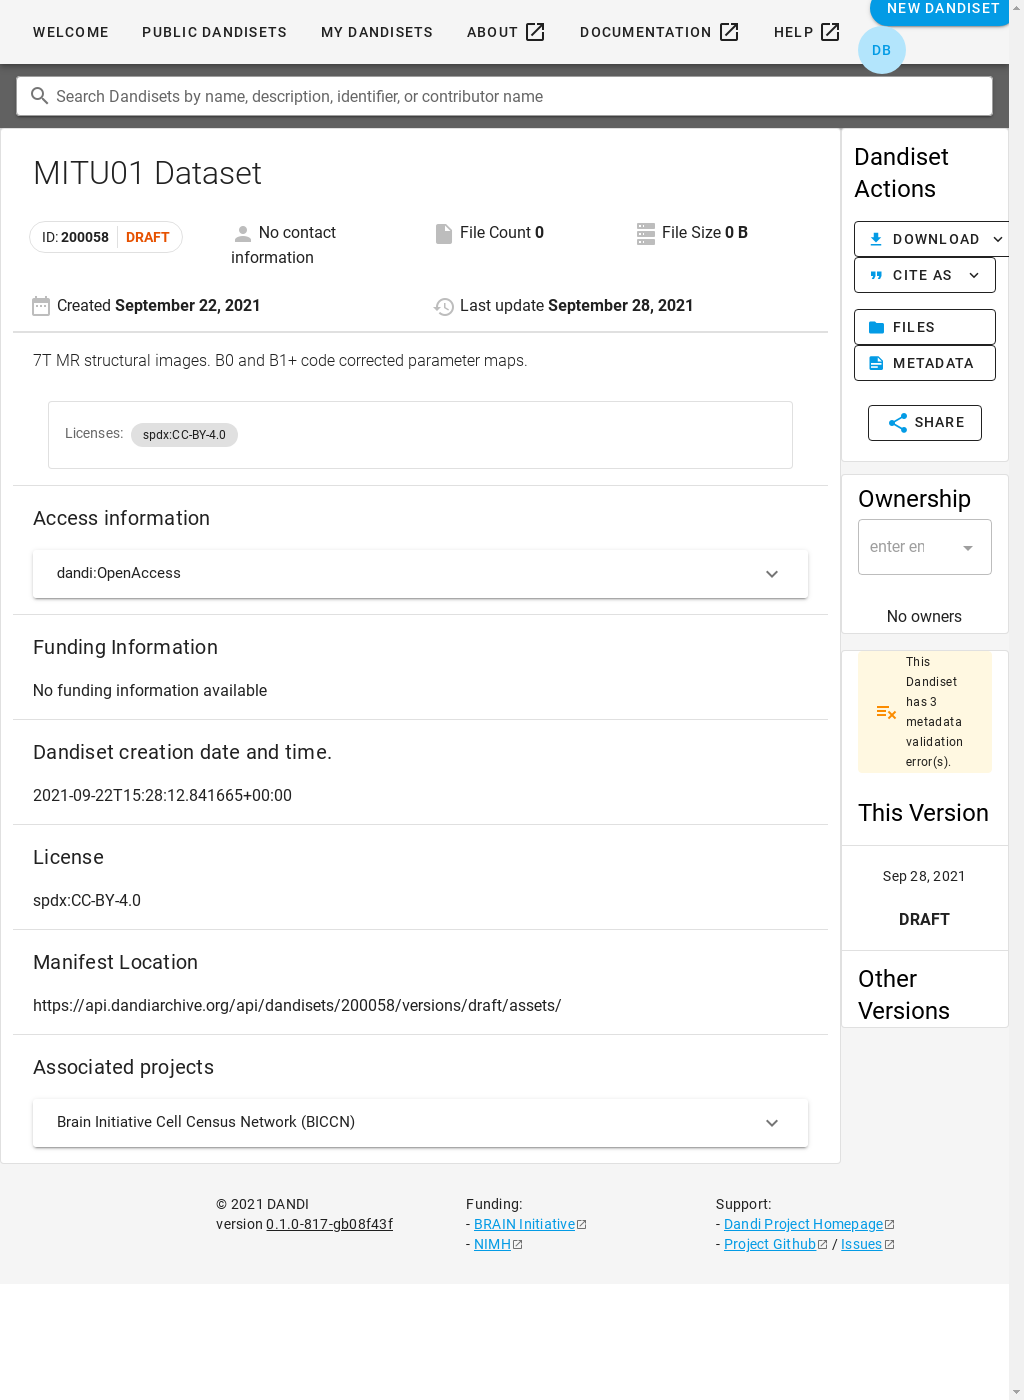 WELCOME PUBLIC DANDISETS MY DANDISETS ABOUT DOCUMENTATION HELP NEW DANDISET
DB
Search Dandisets by name, description, identifier, or contributor name
MITU01 Dataset
ID: 200058 DRAFT
No contact information
File Count 0
File Size 0 B
Created September 22, 2021
Last update September 28, 2021
7T MR structural images. B0 and B1+ code corrected parameter maps.
Licenses: spdx:CC-BY-4.0
Access information
dandi:OpenAccess
Funding Information
No funding information available
Dandiset creation date and time.
2021-09-22T15:28:12.841665+00:00
License
spdx:CC-BY-4.0
Manifest Location
https://api.dandiarchive.org/api/dandisets/200058/versions/draft/assets/
Associated projects
Brain Initiative Cell Census Network (BICCN)
Dandiset
Actions
DOWNLOAD
CITE AS
FILES
METADATA
SHARE
Ownership
enter en
No owners
This
Dandiset
has 3
metadata
validation
error(s).
This Version
Sep 28, 2021
DRAFT
Other
Versions
© 2021 DANDI
version 0.1.0-817-gb08f43f
Funding:
- BRAIN Initiative
- NIMH
Support:
- Dandi Project Homepage
- Project Github / Issues